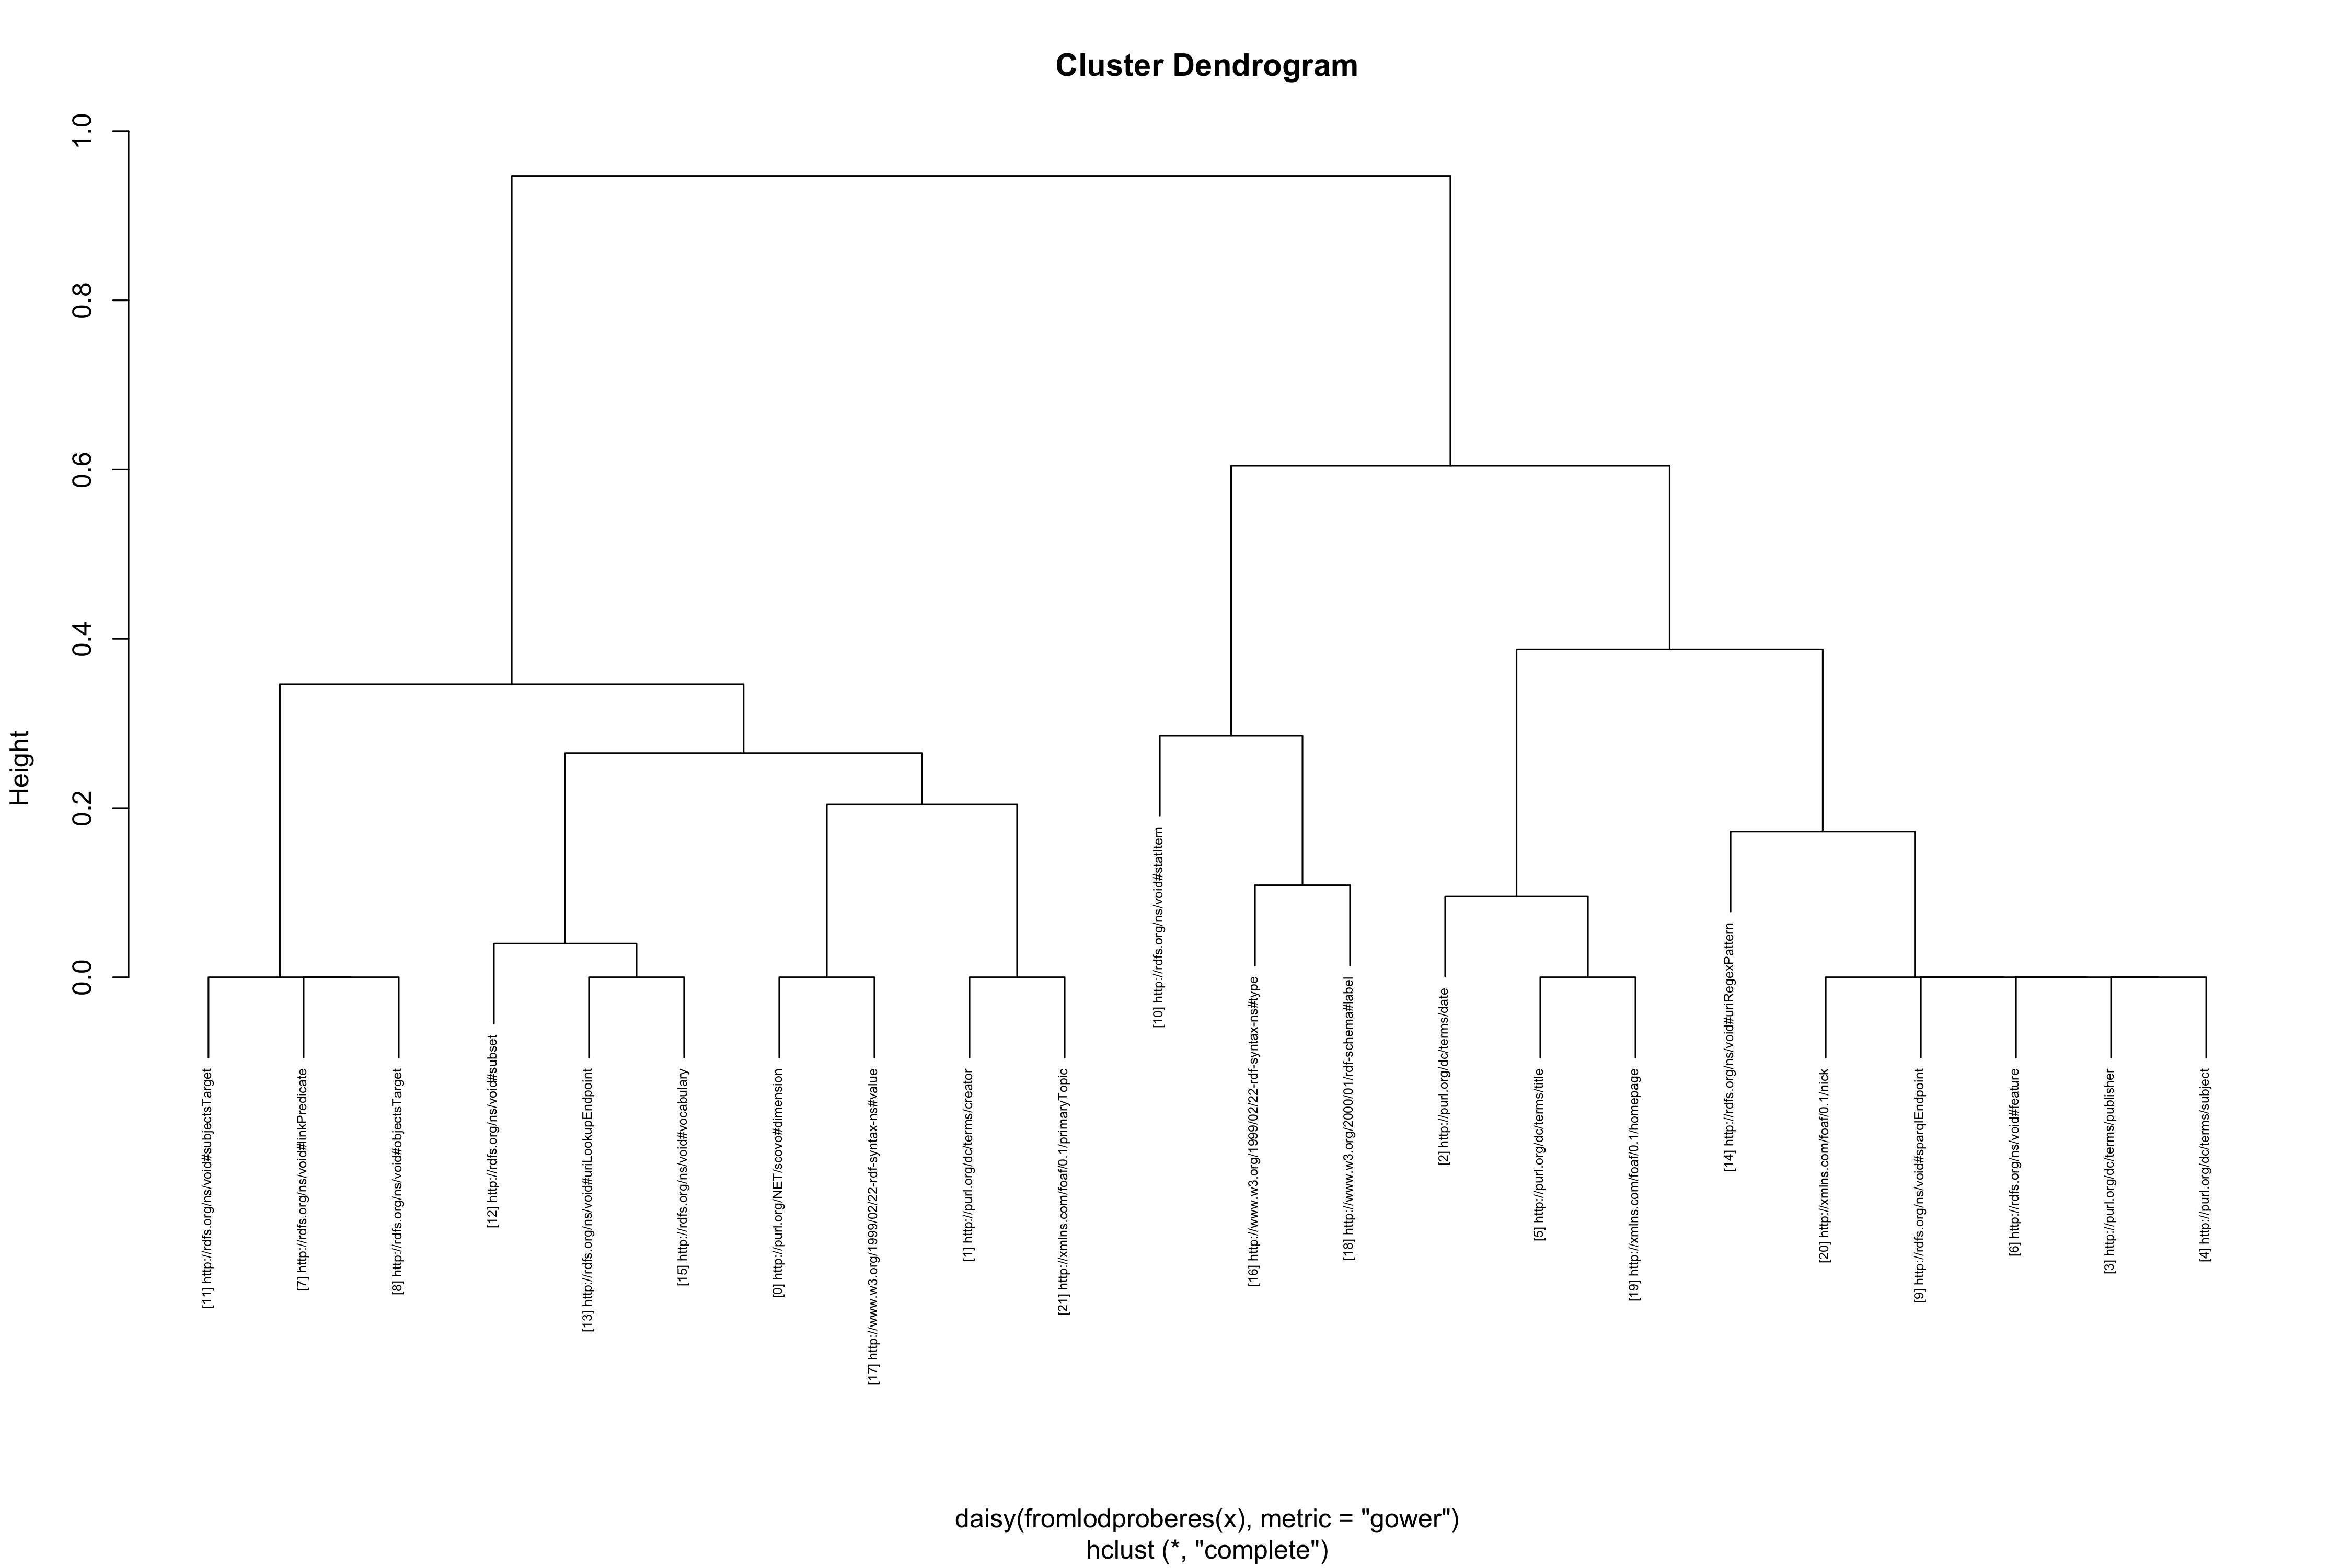 Cluster Dendrogram
Height
1.0
0.8
0.6
0.4
0.2
0.0
[11] http://rdfs.org/ns/void#subjectsTarget
[7] http://rdfs.org/ns/void#linkPredicate
[8] http://rdfs.org/ns/void#objectsTarget
[12] http://rdfs.org/ns/void#subset
[13] http://rdfs.org/ns/void#uriLookupEndpoint
[15] http://rdfs.org/ns/void#vocabulary
[0] http://purl.org/NET/scovo#dimension
[17] http://www.w3.org/1999/02/22-rdf-syntax-ns#value
[1] http://purl.org/dc/terms/creator
[21] http://xmlns.com/foaf/0.1/primaryTopic
[10] http://rdfs.org/ns/void#statItem
[16] http://www.w3.org/1999/02/22-rdf-syntax-ns#type
[18] http://www.w3.org/2000/01/rdf-schema#label
[2] http://purl.org/dc/terms/date
[5] http://purl.org/dc/terms/title
[19] http://xmlns.com/foaf/0.1/homepage
[14] http://rdfs.org/ns/void#uriRegexPattern
[20] http://xmlns.com/foaf/0.1/nick
[9] http://rdfs.org/ns/void#sparqlEndpoint
[6] http://rdfs.org/ns/void#feature
[3] http://purl.org/dc/terms/publisher
[4] http://purl.org/dc/terms/subject
daisy(fromlodproberes(x), metric = "gower")
hclust (*, "complete")